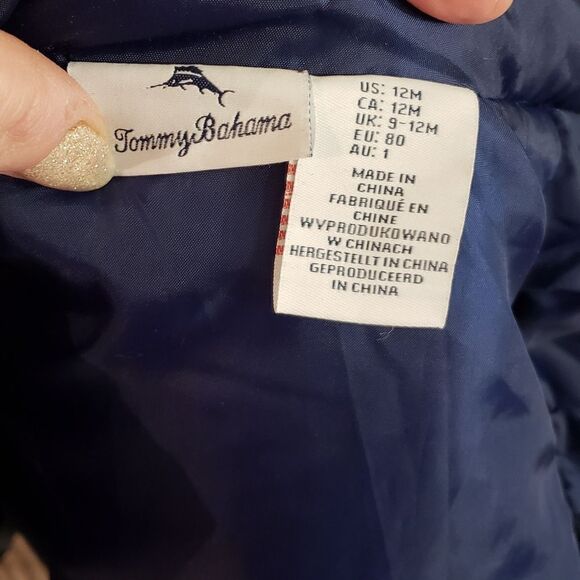 Tommy Bahama
US: 12M
CA: 12M
UK: 9-12M
EU: 80
AU: 1
MADE IN
CHINA
FABRIQUÉ EN
CHINE
WYPRODUKOWANO
W CHINACH
HERGESTELLT IN CHINA
GEPRODUCEERD
IN CHINA